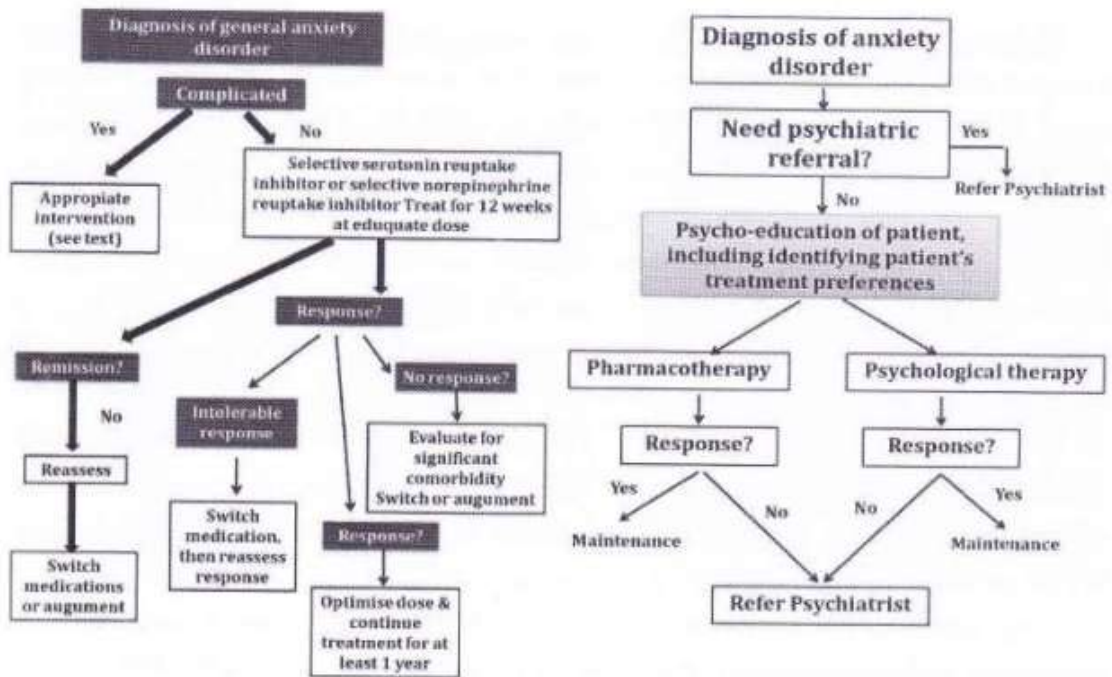 Diagnosis of general anxiety
disorder
Complicated
Yes
No
Appropiate
intervention
(see text)
Selective serotonin reuptake
inhibitor or selective norepinephrine
reuptake inhibitor Treat for 12 weeks
at eduquate dose
Response?
Remission?
No
Reassess
Switch
medications
or augument
Intolerable
response
Switch
medication,
then reassess
response
No response?
Evaluate for
significant
comorbidity
Switch or augument
Response?
Optimise dose &
continue
treatment for at
least 1 year
Diagnosis of anxiety
disorder
Need psychiatric
referral?
Yes
Refer Psychiatrist
No
Psycho-education of patient,
including identifying patient's
treatment preferences
Pharmacotherapy
Psychological therapy
Response?
Response?
Yes
No
No
Yes
Maintenance
Maintenance
Refer Psychiatrist